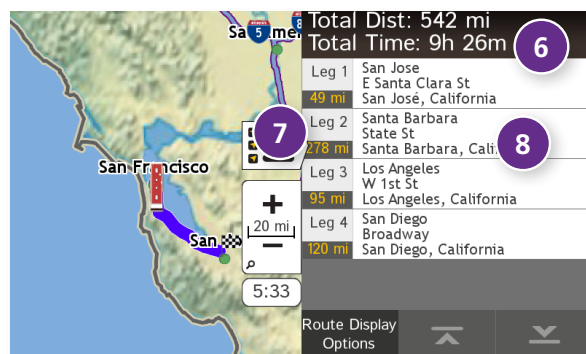 Sa
me
5
8
San Francisco
San
7
+
20 mi
−
5:33
Total Dist: 542 mi
Total Time: 9h 26m
6
Leg 1
San Jose
E Santa Clara St
49 mi
San José, California
Leg 2
Santa Barbara
State St
278 mi
Santa Barbara,
8
Leg 3
Los Angeles
W 1st St
95 mi
Los Angeles, California
Leg 4
San Diego
Broadway
120 mi
San Diego, California
Route Display
Options